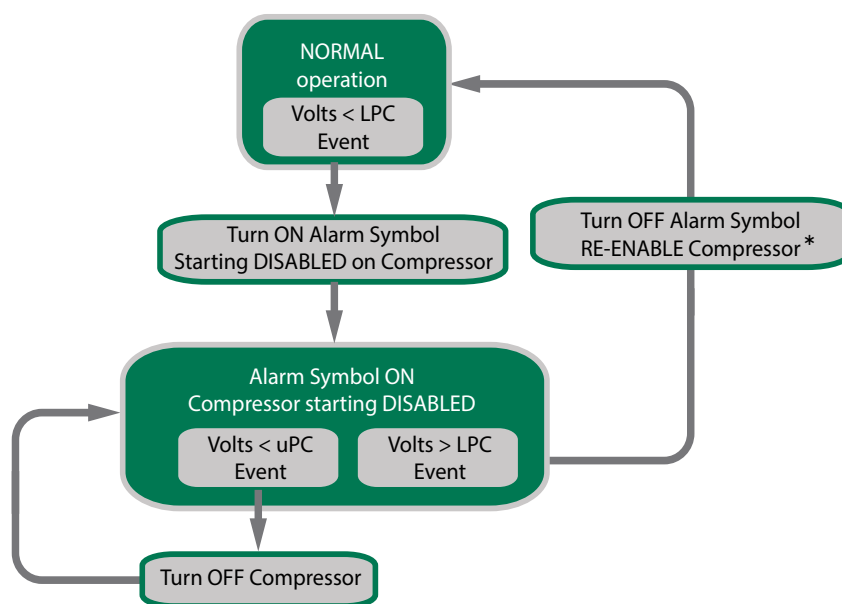 NORMAL
operation
Volts < LPC
Event
Turn ON Alarm Symbol
Starting DISABLED on Compressor
Turn OFF Alarm Symbol
RE-ENABLE Compressor*
Alarm Symbol ON
Compressor starting DISABLED
Volts < uPC
Event
Volts > LPC
Event
Turn OFF Compressor